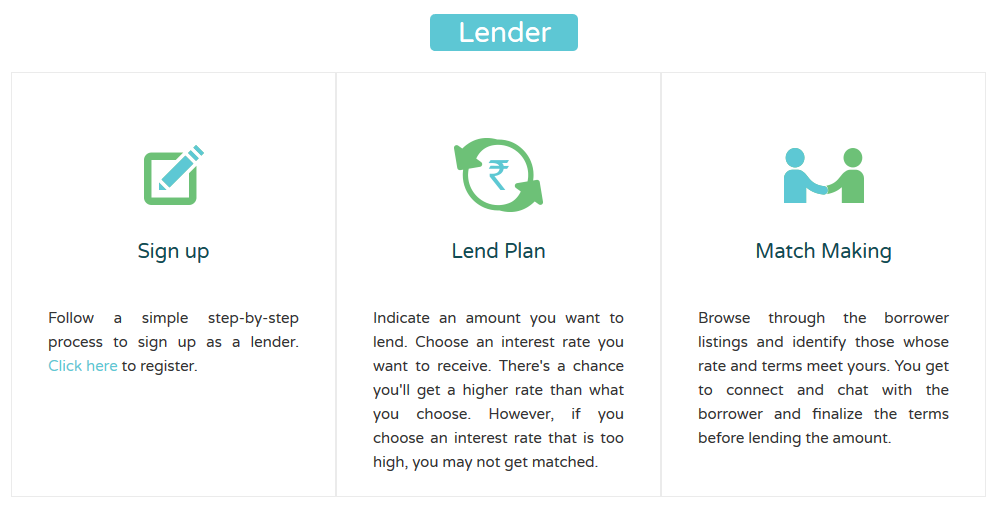 Lender
₹
Sign up
Follow a simple step-by-step
process to sign up as a lender.
Click here to register.
Lend Plan
Indicate an amount you want to
lend. Choose an interest rate you
want to receive. There's a chance
you'll get a higher rate than what
you choose. However, if you
choose an interest rate that is too
high, you may not get matched.
Match Making
Browse through the borrower
listings and identify those whose
rate and terms meet yours. You get
to connect and chat with the
borrower and finalize the terms
before lending the amount.